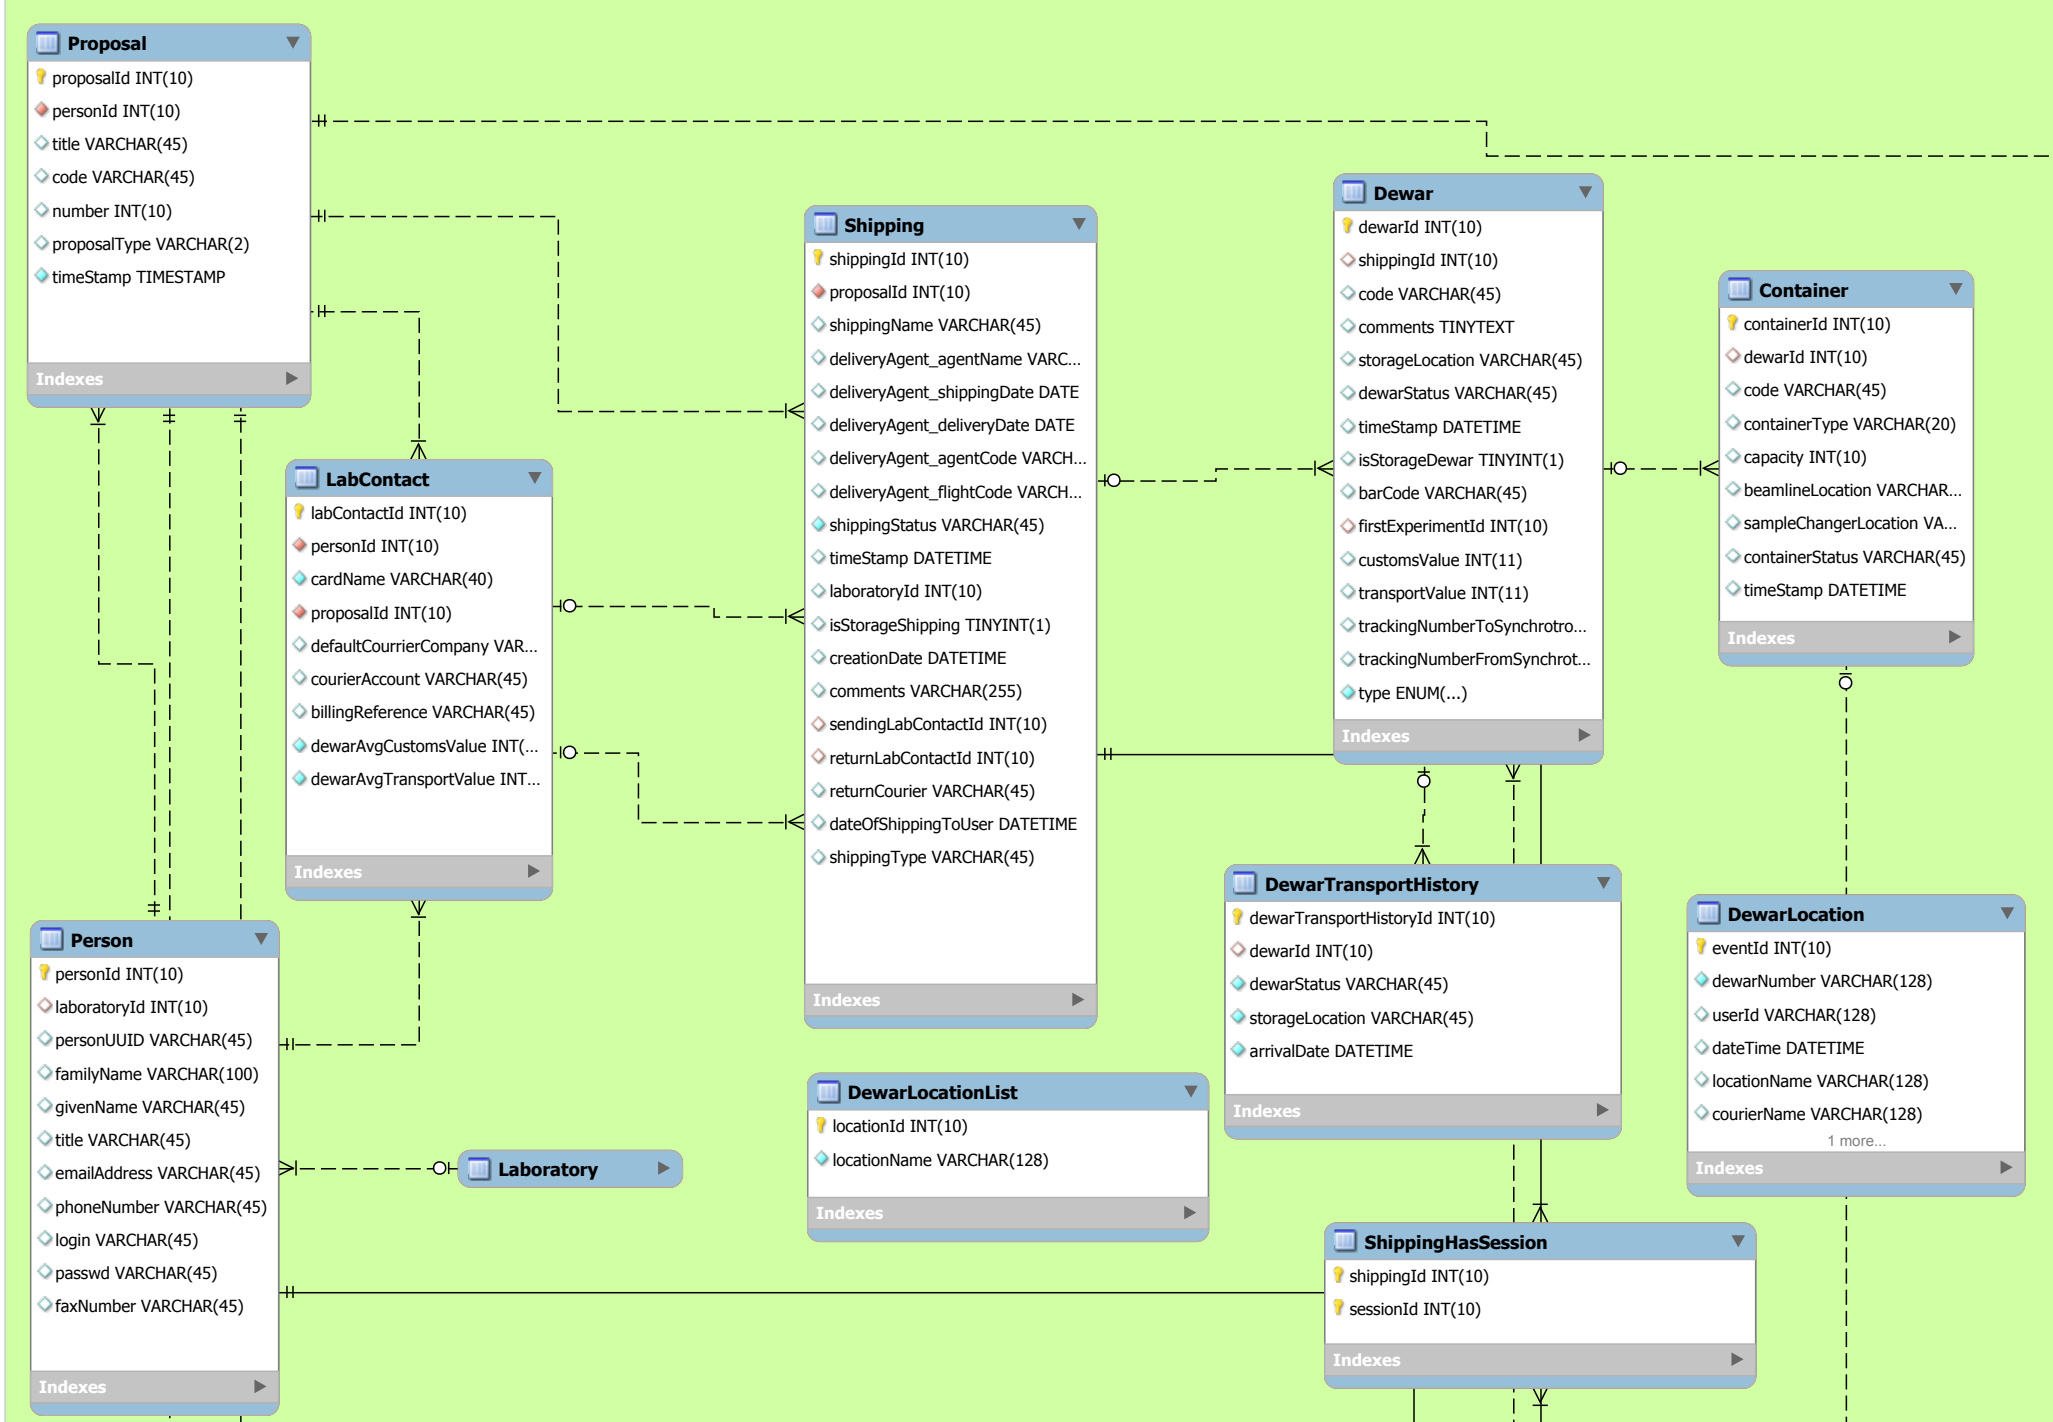 Proposal
proposalId INT(10)
personId INT(10)
title VARCHAR(45)
code VARCHAR(45)
number INT(10)
proposalType VARCHAR(2)
timeStamp TIMESTAMP
Indexes
LabContact
labContactId INT(10)
personId INT(10)
cardName VARCHAR(40)
proposalId INT(10)
defaultCourrierCompany VAR...
courierAccount VARCHAR(45)
billingReference VARCHAR(45)
dewarAvgCustomsValue INT(...
dewarAvgTransportValue INT...
Indexes
Person
personId INT(10)
laboratoryId INT(10)
personUUID VARCHAR(45)
familyName VARCHAR(100)
givenName VARCHAR(45)
title VARCHAR(45)
emailAddress VARCHAR(45)
phoneNumber VARCHAR(45)
login VARCHAR(45)
passwd VARCHAR(45)
faxNumber VARCHAR(45)
Indexes
Laboratory
Shipping
shippingId INT(10)
proposalId INT(10)
shippingName VARCHAR(45)
deliveryAgent_agentName VARC...
deliveryAgent_shippingDate DATE
deliveryAgent_deliveryDate DATE
deliveryAgent_agentCode VARCH...
deliveryAgent_flightCode VARCH...
shippingStatus VARCHAR(45)
timeStamp DATETIME
laboratoryId INT(10)
isStorageShipping TINYINT(1)
creationDate DATETIME
comments VARCHAR(255)
sendingLabContactId INT(10)
returnLabContactId INT(10)
returnCourier VARCHAR(45)
dateOfShippingToUser DATETIME
shippingType VARCHAR(45)
Indexes
DewarLocationList
locationId INT(10)
locationName VARCHAR(128)
Indexes
Dewar
dewarId INT(10)
shippingId INT(10)
code VARCHAR(45)
comments TINYTEXT
storageLocation VARCHAR(45)
dewarStatus VARCHAR(45)
timeStamp DATETIME
isStorageDewar TINYINT(1)
barCode VARCHAR(45)
firstExperimentId INT(10)
customsValue INT(11)
transportValue INT(11)
trackingNumberToSynchrotro...
trackingNumberFromSynchrot...
type ENUM(...)
Indexes
DewarTransportHistory
dewarTransportHistoryId INT(10)
dewarId INT(10)
dewarStatus VARCHAR(45)
storageLocation VARCHAR(45)
arrivalDate DATETIME
Indexes
ShippingHasSession
shippingId INT(10)
sessionId INT(10)
Indexes
Container
containerId INT(10)
dewarId INT(10)
code VARCHAR(45)
containerType VARCHAR(20)
capacity INT(10)
beamlineLocation VARCHAR...
sampleChangerLocation VA...
containerStatus VARCHAR(45)
timeStamp DATETIME
Indexes
DewarLocation
eventId INT(10)
dewarNumber VARCHAR(128)
userId VARCHAR(128)
dateTime DATETIME
locationName VARCHAR(128)
courierName VARCHAR(128)
1 more...
Indexes